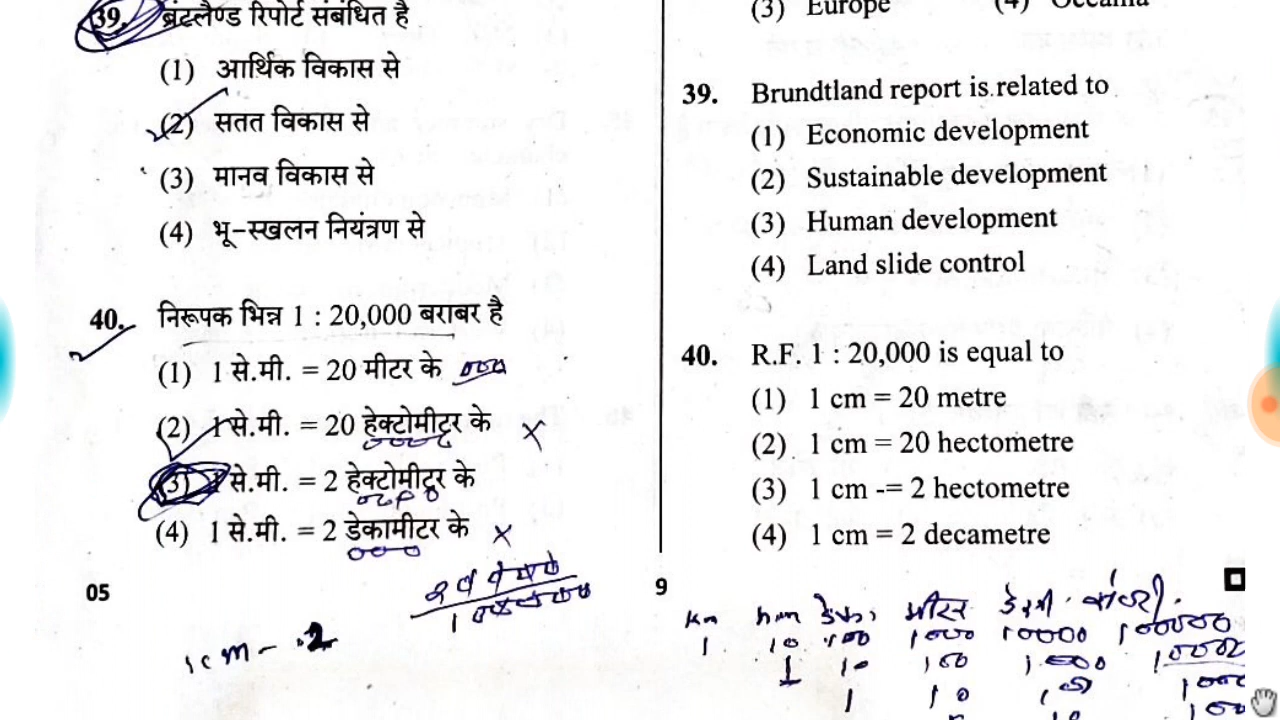 39. ब्रंटलैण्ड रिपोर्ट संबंधित है
(1) आर्थिक विकास से
(2) सतत विकास से
(3) मानव विकास से
(4) भू-स्खलन नियंत्रण से
40. निरूपक भिन्न 1 : 20,000 बराबर है
(1) 1 से.मी. = 20 मीटर के
(2) 1 से.मी. = 20 हेक्टोमीटर के
(3) 1 से.मी. = 2 हेक्टोमीटर के
(4) 1 से.मी. = 2 डेकामीटर के
05
1cm - .2
(3) Europe (4) Oceania
39. Brundtland report is related to
(1) Economic development
(2) Sustainable development
(3) Human development
(4) Land slide control
40. R.F. 1 : 20,000 is equal to
(1) 1 cm = 20 metre
(2) 1 cm = 20 hectometre
(3) 1 cm -= 2 hectometre
(4) 1 cm = 2 decametre
9
km hm डेका. मीटर
1 10 100 1000 10000 100000
1 10 100 1000 10000
1 10